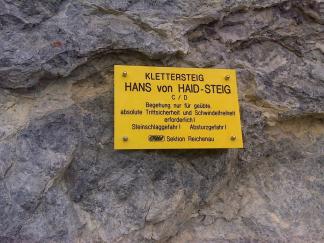 KLETTERSTEIG
HANS von HAID-STEIG
C / D
Begehung nur für geübte,
absolute Trittsicherheit und Schwindelfreiheit
erforderlich!
Steinschlaggefahr! Absturzgefahr!
Sektion Reichenau